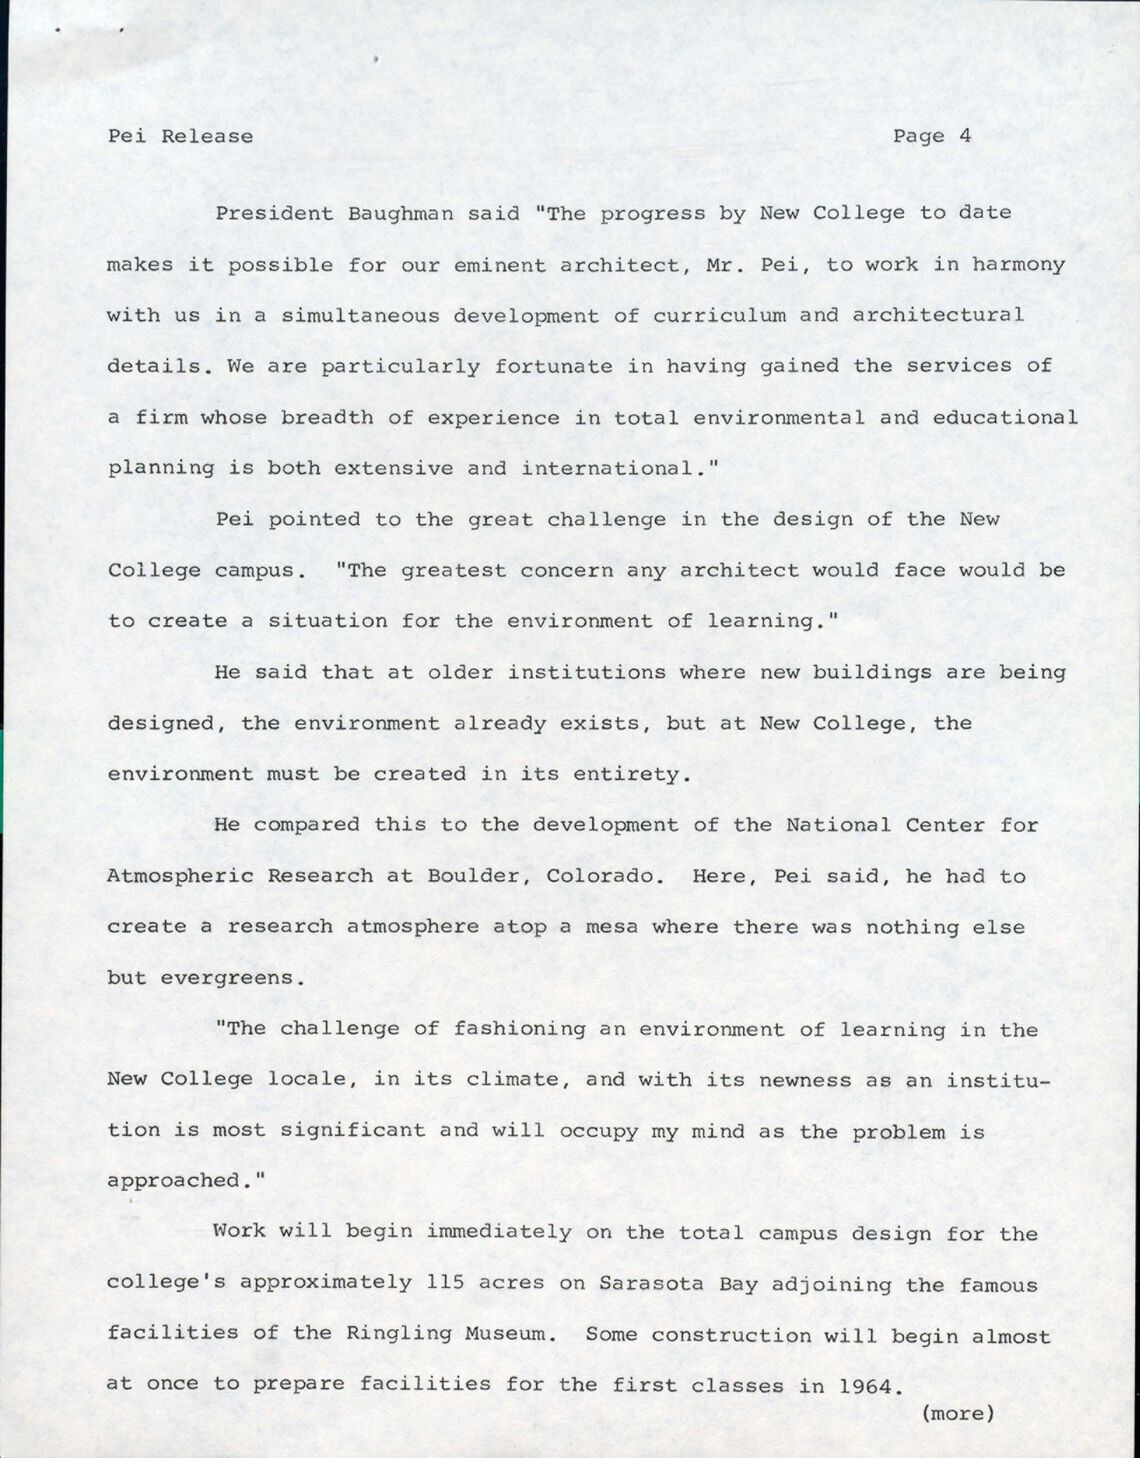 Pei Release Page 4
President Baughman said "The progress by New College to date
makes it possible for our eminent architect, Mr. Pei, to work in harmony
with us in a simultaneous development of curriculum and architectural
details. We are particularly fortunate in having gained the services of
a firm whose breadth of experience in total environmental and educational
planning is both extensive and international."
Pei pointed to the great challenge in the design of the New
College campus. "The greatest concern any architect would face would be
to create a situation for the environment of learning."
He said that at older institutions where new buildings are being
designed, the environment already exists, but at New College, the
environment must be created in its entirety.
He compared this to the development of the National Center for
Atmospheric Research at Boulder, Colorado. Here, Pei said, he had to
create a research atmosphere atop a mesa where there was nothing else
but evergreens.
"The challenge of fashioning an environment of learning in the
New College locale, in its climate, and with its newness as an institu-
tion is most significant and will occupy my mind as the problem is
approached."
Work will begin immediately on the total campus design for the
college's approximately 115 acres on Sarasota Bay adjoining the famous
facilities of the Ringling Museum. Some construction will begin almost
at once to prepare facilities for the first classes in 1964.
(more)